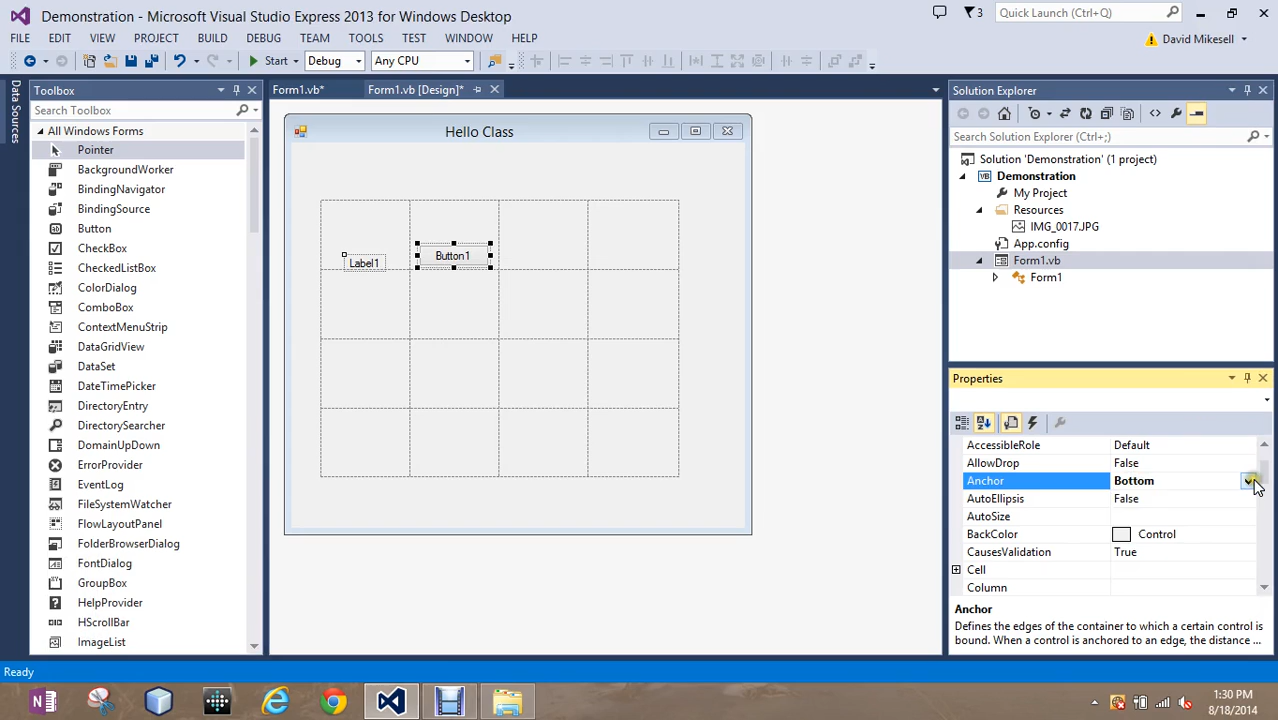 Demonstration - Microsoft Visual Studio Express 2013 for Windows Desktop
3
Quick Launch (Ctrl+Q)
FILE EDIT VIEW PROJECT BUILD DEBUG TEAM TOOLS TEST WINDOW HELP
David Mikesell
Start Debug Any CPU
Data Sources
Toolbox
Search Toolbox
All Windows Forms
Pointer
BackgroundWorker
BindingNavigator
BindingSource
Button
CheckBox
CheckedListBox
ColorDialog
ComboBox
ContextMenuStrip
DataGridView
DataSet
DateTimePicker
DirectoryEntry
DirectorySearcher
DomainUpDown
ErrorProvider
EventLog
FileSystemWatcher
FlowLayoutPanel
FolderBrowserDialog
FontDialog
GroupBox
HelpProvider
HScrollBar
ImageList
Form1.vb* Form1.vb [Design]*
Hello Class
Label1
Button1
Solution Explorer
Search Solution Explorer (Ctrl+;)
Solution 'Demonstration' (1 project)
VB Demonstration
My Project
Resources
IMG_0017.JPG
App.config
Form1.vb
Form1
Properties
AccessibleRole Default
AllowDrop False
Anchor Bottom
AutoEllipsis False
AutoSize
BackColor Control
CausesValidation True
Cell
Column
Anchor
Defines the edges of the container to which a certain control is
bound. When a control is anchored to an edge, the distance ...
Ready
1:30 PM
8/18/2014